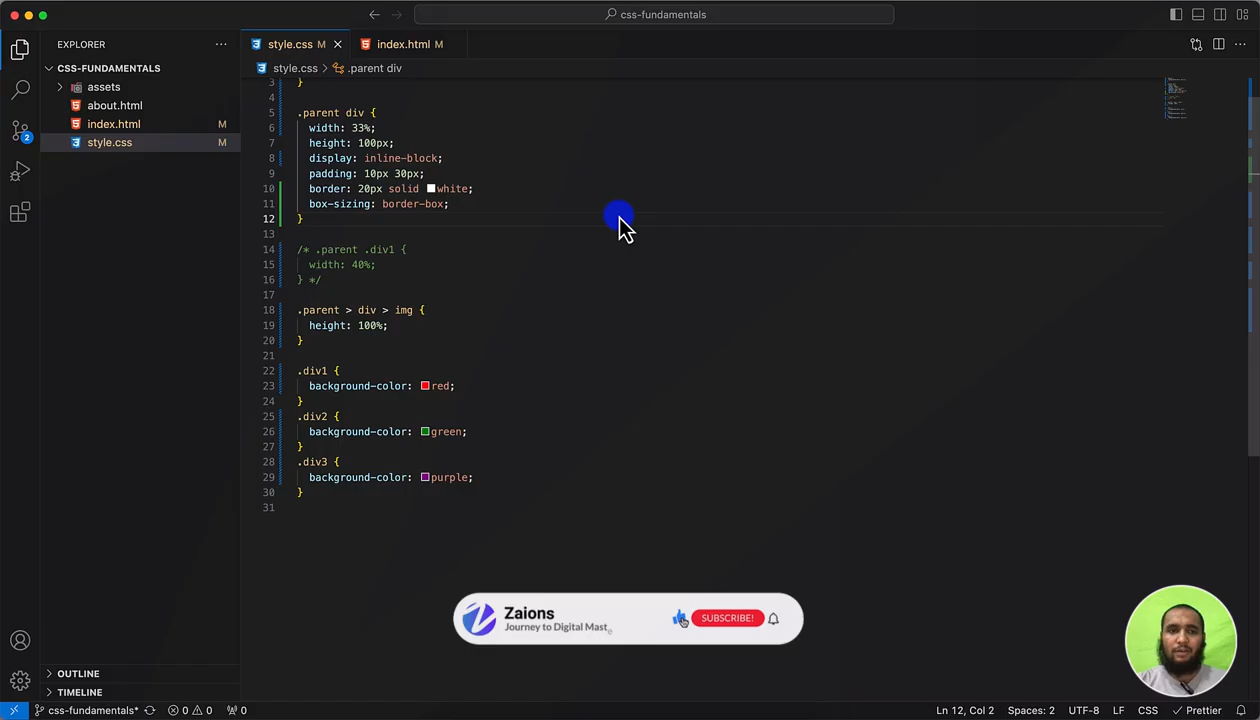 css-fundamentals
EXPLORER
style.css M
index.html M
CSS-FUNDAMENTALS
style.css > .parent div
assets
about.html
index.html M
style.css M
2
3 }
4
5 .parent div {
6 width: 33%;
7 height: 100px;
8 display: inline-block;
9 padding: 10px 30px;
10 border: 20px solid white;
11 box-sizing: border-box;
12 }
13
14 /* .parent .div1 {
15 width: 40%;
16 } */
17
18 .parent > div > img {
19 height: 100%;
20 }
21
22 .div1 {
23 background-color: red;
24 }
25 .div2 {
26 background-color: green;
27 }
28 .div3 {
29 background-color: purple;
30 }
31
Zaions
Journey to Digital Maste
SUBSCRIBE!
OUTLINE
TIMELINE
css-fundamentals* 0 0 0 Ln 12, Col 2 Spaces: 2 UTF-8 LF CSS Prettier